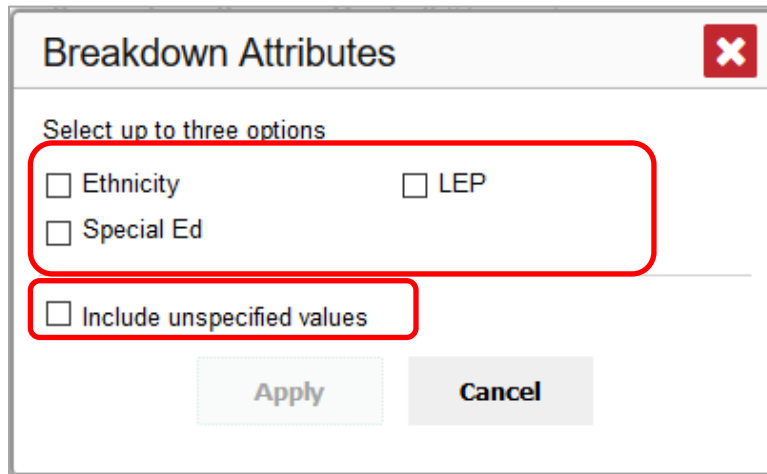 Breakdown Attributes
Select up to three options
Ethnicity LEP
Special Ed
Include unspecified values
Apply Cancel